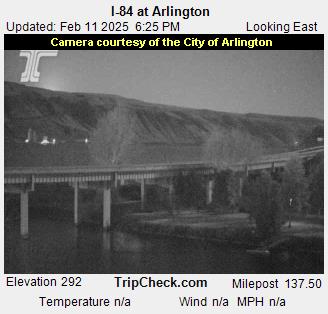 I-84 at Arlington
Updated: Feb 11 2025 6:25 PM Looking East
Camera courtesy of the City of Arlington
Elevation 292 TripCheck.com Milepost 137.50
Temperature n/a Wind n/a MPH n/a